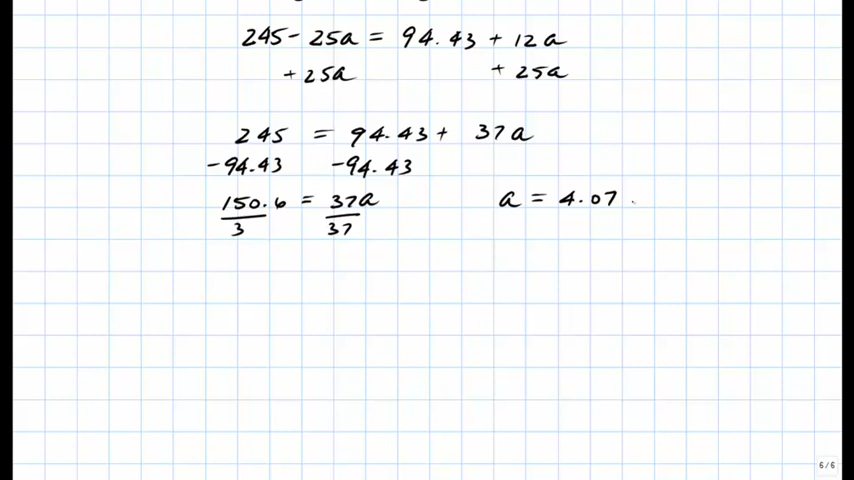 245 - 25a = 94.43 + 12a
+ 25a + 25a
245 = 94.43 + 37a
-94.43 -94.43
150.6 = 37a a = 4.07
3 37
6/6